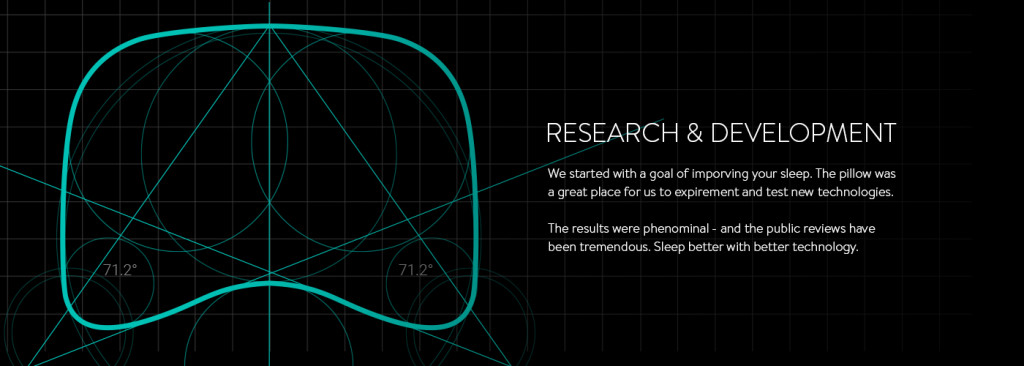 RESEARCH & DEVELOPMENT
We started with a goal of imporving your sleep. The pillow was
a great place for us to expirement and test new technologies.
The results were phenominal - and the public reviews have
been tremendous. Sleep better with better technology.
71.2° 71.2°